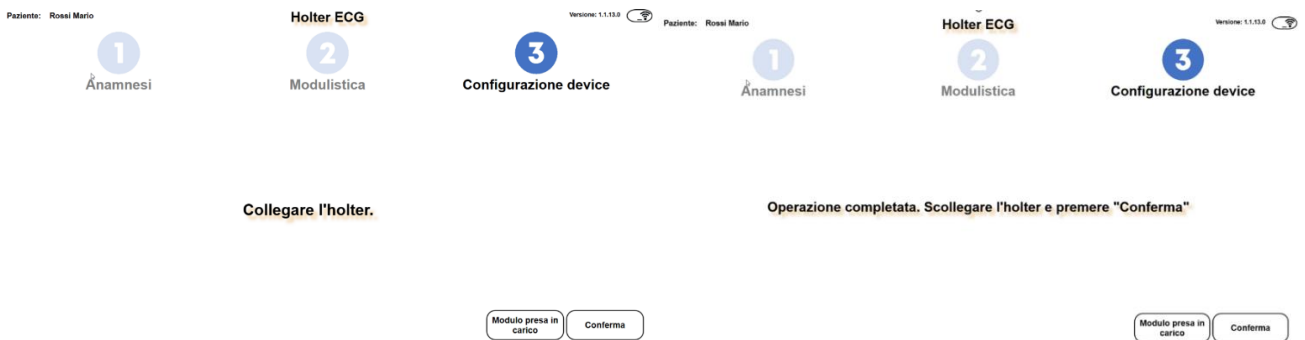 Paziente: Rossi Mario
Holter ECG
Versione: 1.1.13.0
1
2
3
Anamnesi
Modulistica
Configurazione device
Collegare l'holter.
Modulo presa in
carico
Conferma
Paziente: Rossi Mario
Holter ECG
Versione: 1.1.13.0
1
2
3
Anamnesi
Modulistica
Configurazione device
Operazione completata. Scollegare l'holter e premere "Conferma"
Modulo presa in
carico
Conferma